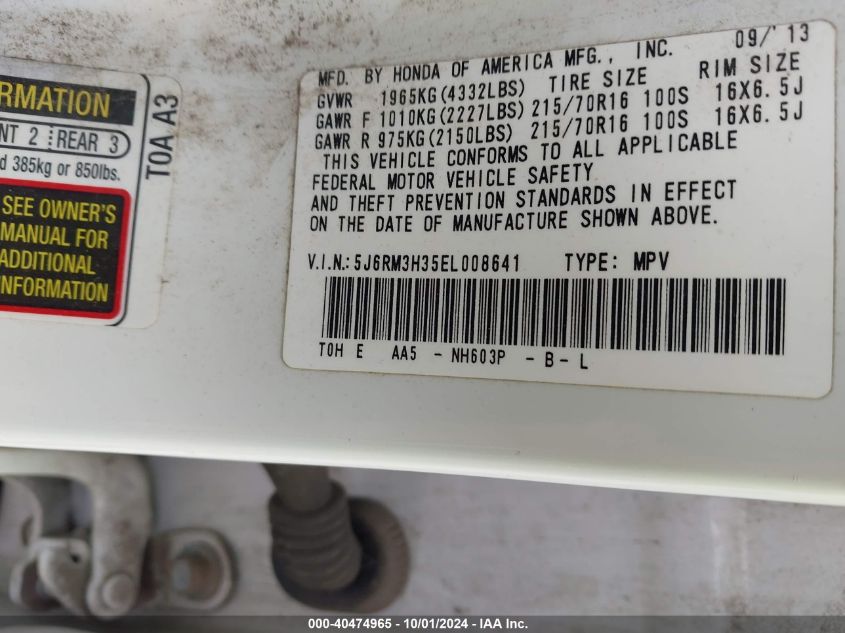 RMATION
NT 2 REAR 3
d 385kg or 850lbs.
SEE OWNER'S
MANUAL FOR
ADDITIONAL
INFORMATION
T0A A3
MFD. BY HONDA OF AMERICA MFG., INC. 09/'13
GVWR 1965KG(4332LBS) TIRE SIZE RIM SIZE
GAWR F 1010KG(2227LBS) 215/70R16 100S 16X6.5J
GAWR R 975KG(2150LBS) 215/70R16 100S 16X6.5J
THIS VEHICLE CONFORMS TO ALL APPLICABLE
FEDERAL MOTOR VEHICLE SAFETY
AND THEFT PREVENTION STANDARDS IN EFFECT
ON THE DATE OF MANUFACTURE SHOWN ABOVE.
V.I.N.: 5J6RM3H35EL008641 TYPE: MPV
T0H E AA5 - NH603P - B - L
000-40474965 - 10/01/2024 - IAA Inc.